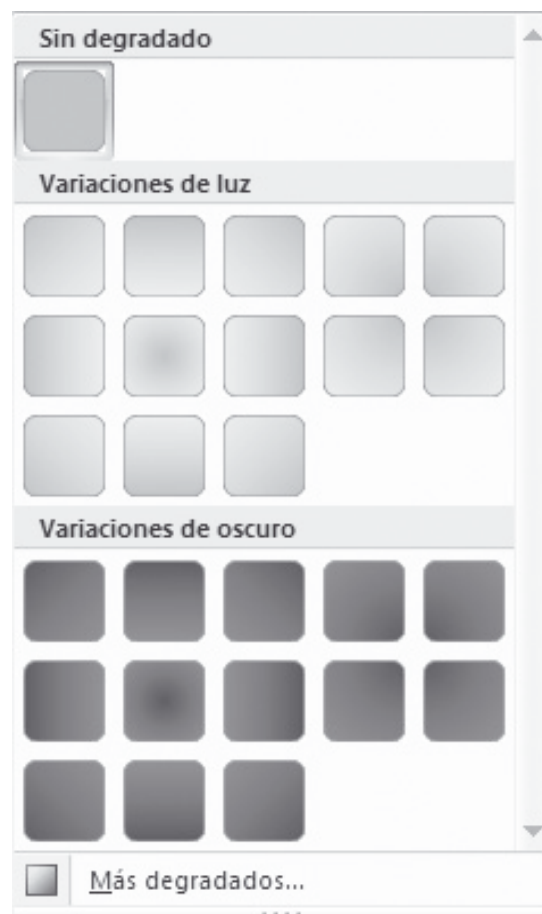 Sin degradado
Variaciones de luz
Variaciones de oscuro
Más degradados...